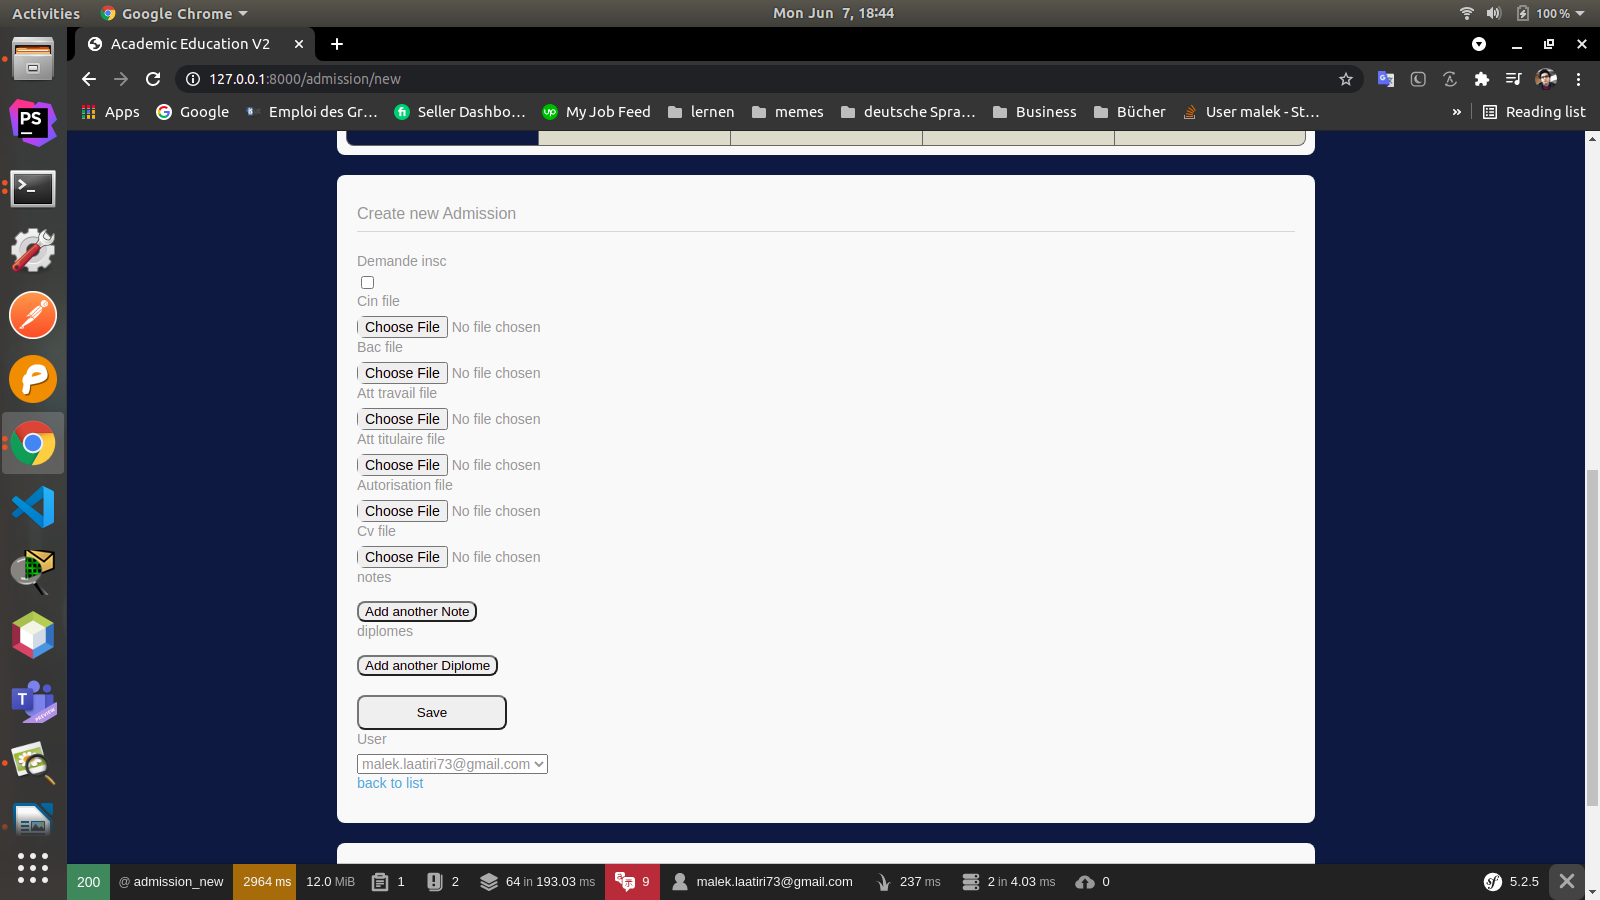 Activities
Google Chrome
Mon Jun 7, 18:44
100 %
Academic Education V2
127.0.0.1:8000/admission/new
Apps
Google
Emploi des Gr...
Seller Dashbo...
My Job Feed
lernen
memes
deutsche Spra...
Business
Bücher
User malek - St...
»
Reading list
Create new Admission
Demande insc
Cin file
Choose File No file chosen
Bac file
Choose File No file chosen
Att travail file
Choose File No file chosen
Att titulaire file
Choose File No file chosen
Autorisation file
Choose File No file chosen
Cv file
Choose File No file chosen
notes
Add another Note
diplomes
Add another Diplome
Save
User
malek.laatiri73@gmail.com
back to list
200 @ admission_new 2964 ms 12.0 MiB 1 2 64 in 193.03 ms 9 malek.laatiri73@gmail.com 237 ms 2 in 4.03 ms 0 5.2.5